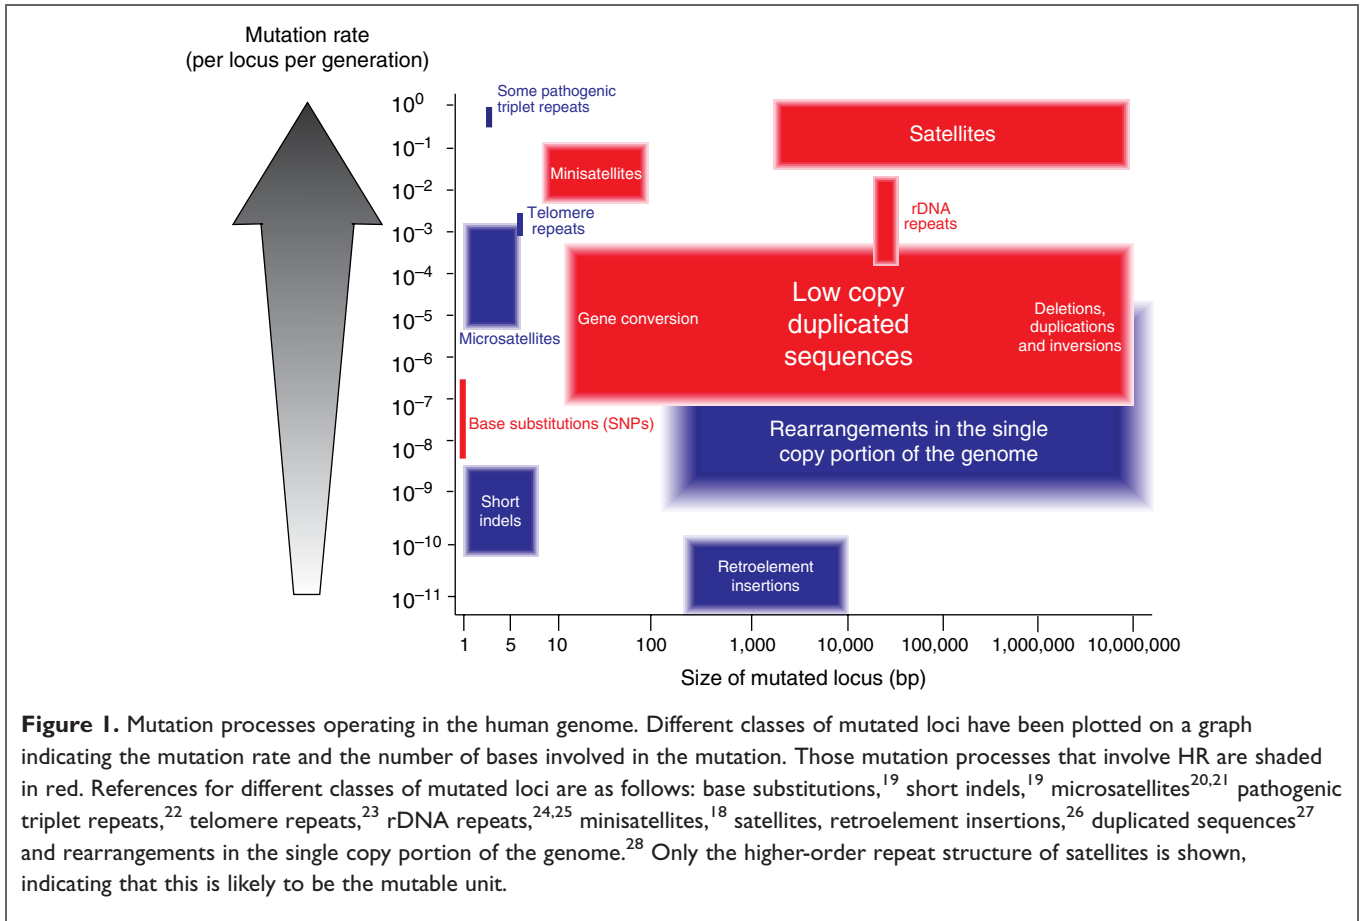 Mutation rate
(per locus per generation)
10⁰
10⁻¹
10⁻²
10⁻³
10⁻⁴
10⁻⁵
10⁻⁶
10⁻⁷
10⁻⁸
10⁻⁹
10⁻¹⁰
10⁻¹¹
Some pathogenic
triplet repeats
Satellites
Minisatellites
Telomere
repeats
rDNA
repeats
Low copy
duplicated
sequences
Gene conversion
Deletions,
duplications
and inversions
Microsatellites
Base substitutions (SNPs)
Rearrangements in the single
copy portion of the genome
Short
indels
Retroelement
insertions
1 5 10 100 1,000 10,000 100,000 1,000,000 10,000,000
Size of mutated locus (bp)
Figure 1. Mutation processes operating in the human genome. Different classes of mutated loci have been plotted on a graph
indicating the mutation rate and the number of bases involved in the mutation. Those mutation processes that involve HR are shaded
in red. References for different classes of mutated loci are as follows: base substitutions,¹⁹ short indels,¹⁹ microsatellites²⁰,²¹ pathogenic
triplet repeats,²² telomere repeats,²³ rDNA repeats,²⁴,²⁵ minisatellites,¹⁸ satellites, retroelement insertions,²⁶ duplicated sequences²⁷
and rearrangements in the single copy portion of the genome.²⁸ Only the higher-order repeat structure of satellites is shown,
indicating that this is likely to be the mutable unit.